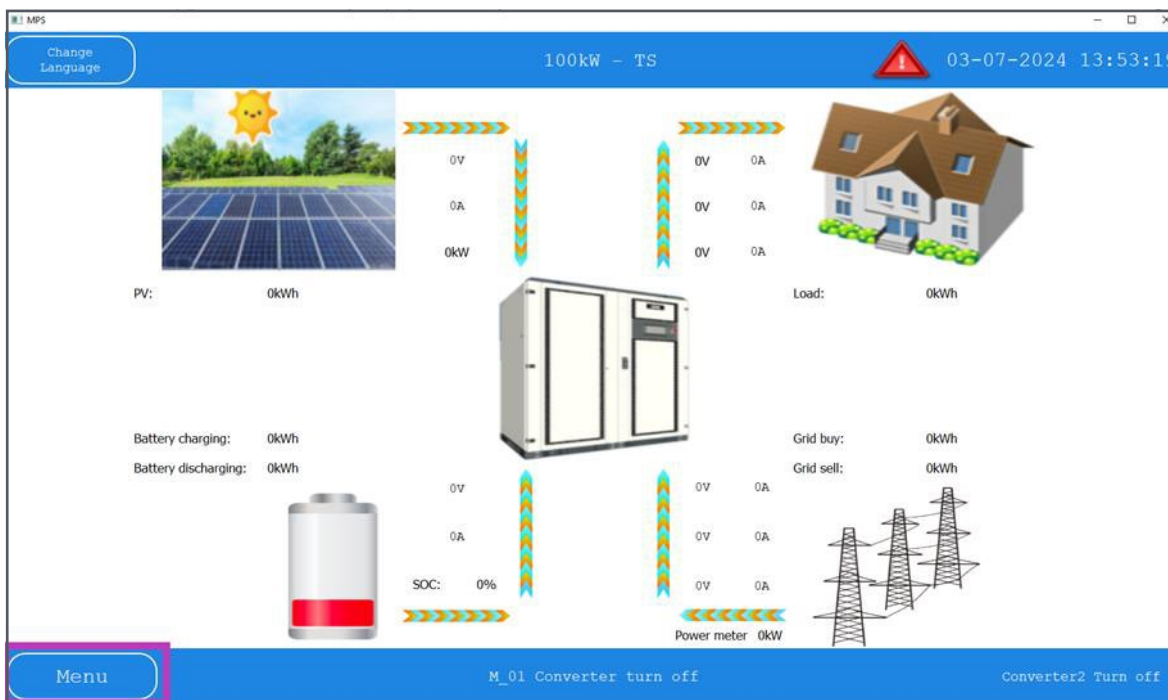 MPS
Change
Language
100kW - TS
03-07-2024 13:53:19
0V
0A
0kW
0V 0A
0V 0A
0V 0A
PV: 0kWh
Load: 0kWh
Battery charging: 0kWh
Battery discharging: 0kWh
Grid buy: 0kWh
Grid sell: 0kWh
0V
0A
SOC: 0%
0V 0A
0V 0A
0V 0A
Power meter 0kW
Menu
M_01 Converter turn off
Converter2 Turn off